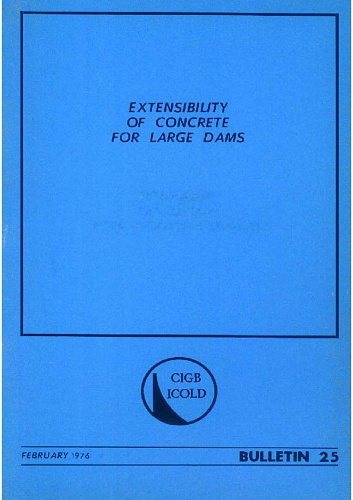 EXTENSIBILITY
OF CONCRETE
FOR LARGE DAMS
CIGB
ICOLD
FEBRUARY 1976
BULLETIN 25